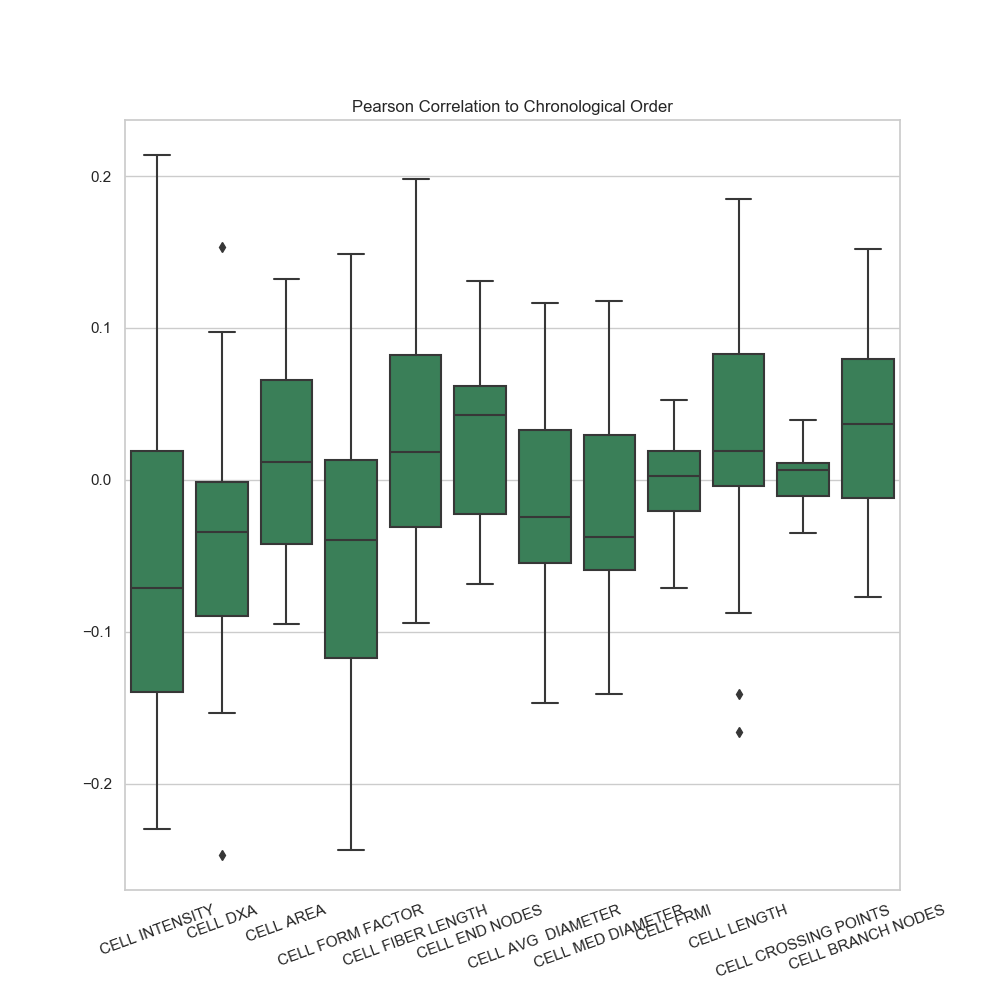 Pearson Correlation to Chronological Order
0.2
0.1
0.0
−0.1
−0.2
CELL INTENSITY
CELL DXA
CELL AREA
CELL FORM FACTOR
CELL FIBER LENGTH
CELL END NODES
CELL AVG  DIAMETER
CELL MED DIAMETER
CELL FRMI
CELL LENGTH
CELL CROSSING POINTS
CELL BRANCH NODES